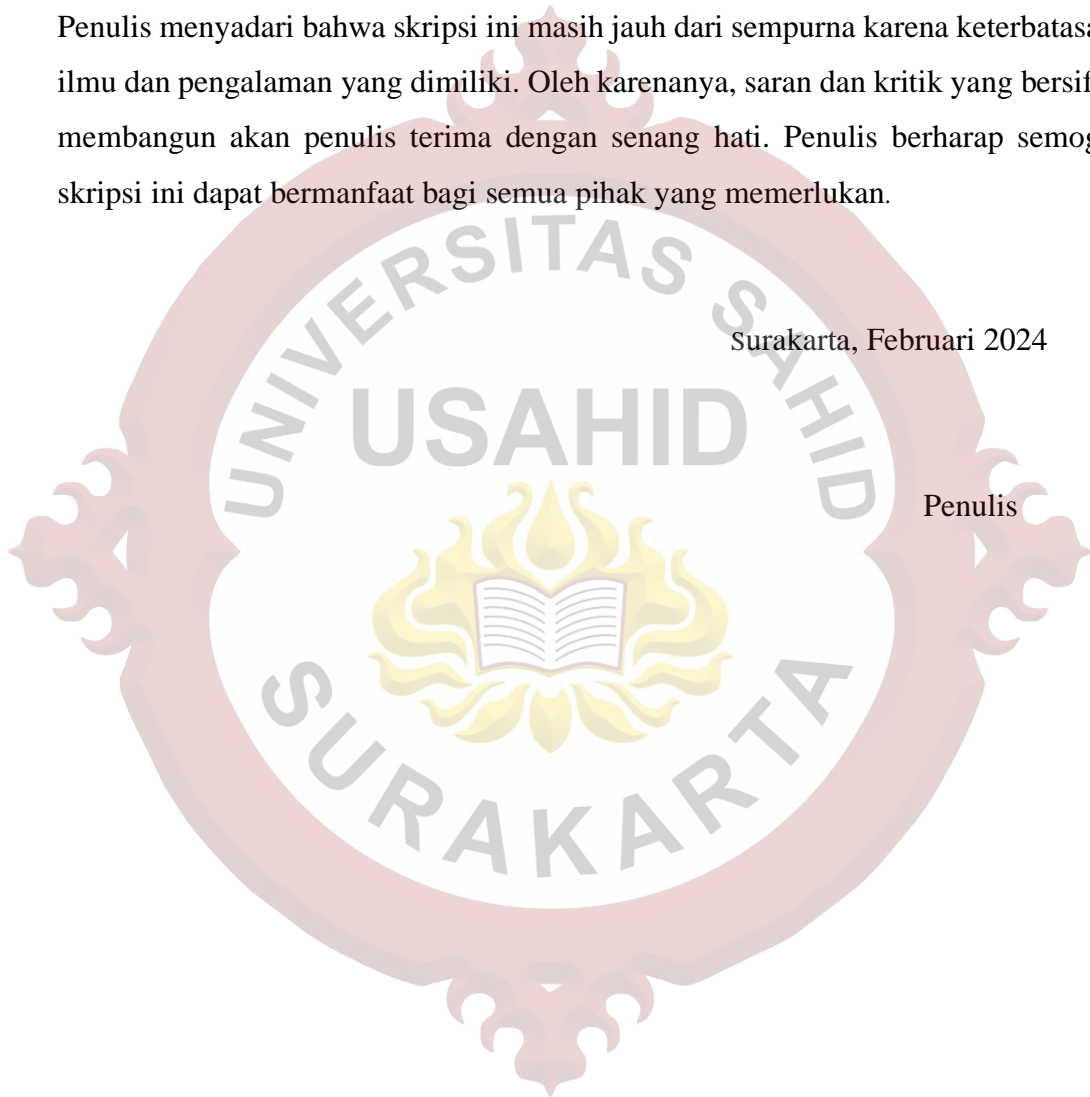 Penulis menyadari bahwa skripsi ini masih jauh dari sempurna karena keterbatasa
ilmu dan pengalaman yang dimiliki. Oleh karenanya, saran dan kritik yang bersif
membangun akan penulis terima dengan senang hati. Penulis berharap semog
skripsi ini dapat bermanfaat bagi semua pihak yang memerlukan.
Surakarta, Februari 2024
Penulis
UNIVERSITAS SAHID
USAHID
SURAKARTA